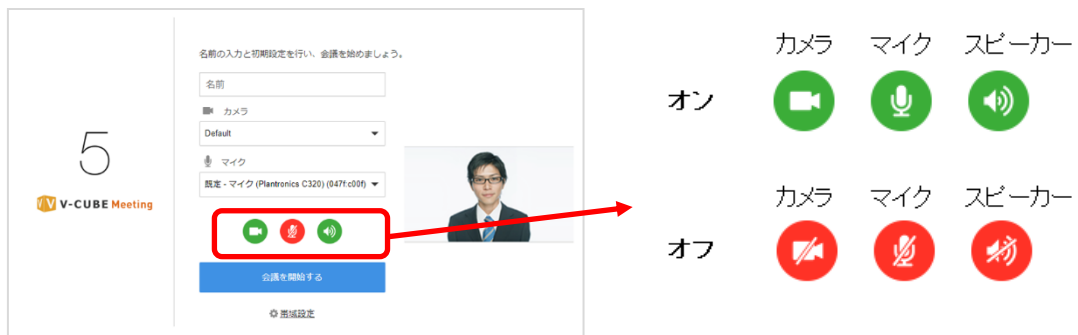 名前の入力と初期設定を行い、会議を始めましょう。
名前
カメラ
Default
マイク
既定 - マイク (Plantronics C320) (047f:c00f)
会議を開始する
帯域設定
5
V-CUBE Meeting
カメラ マイク スピーカー
オン
カメラ マイク スピーカー
オフ